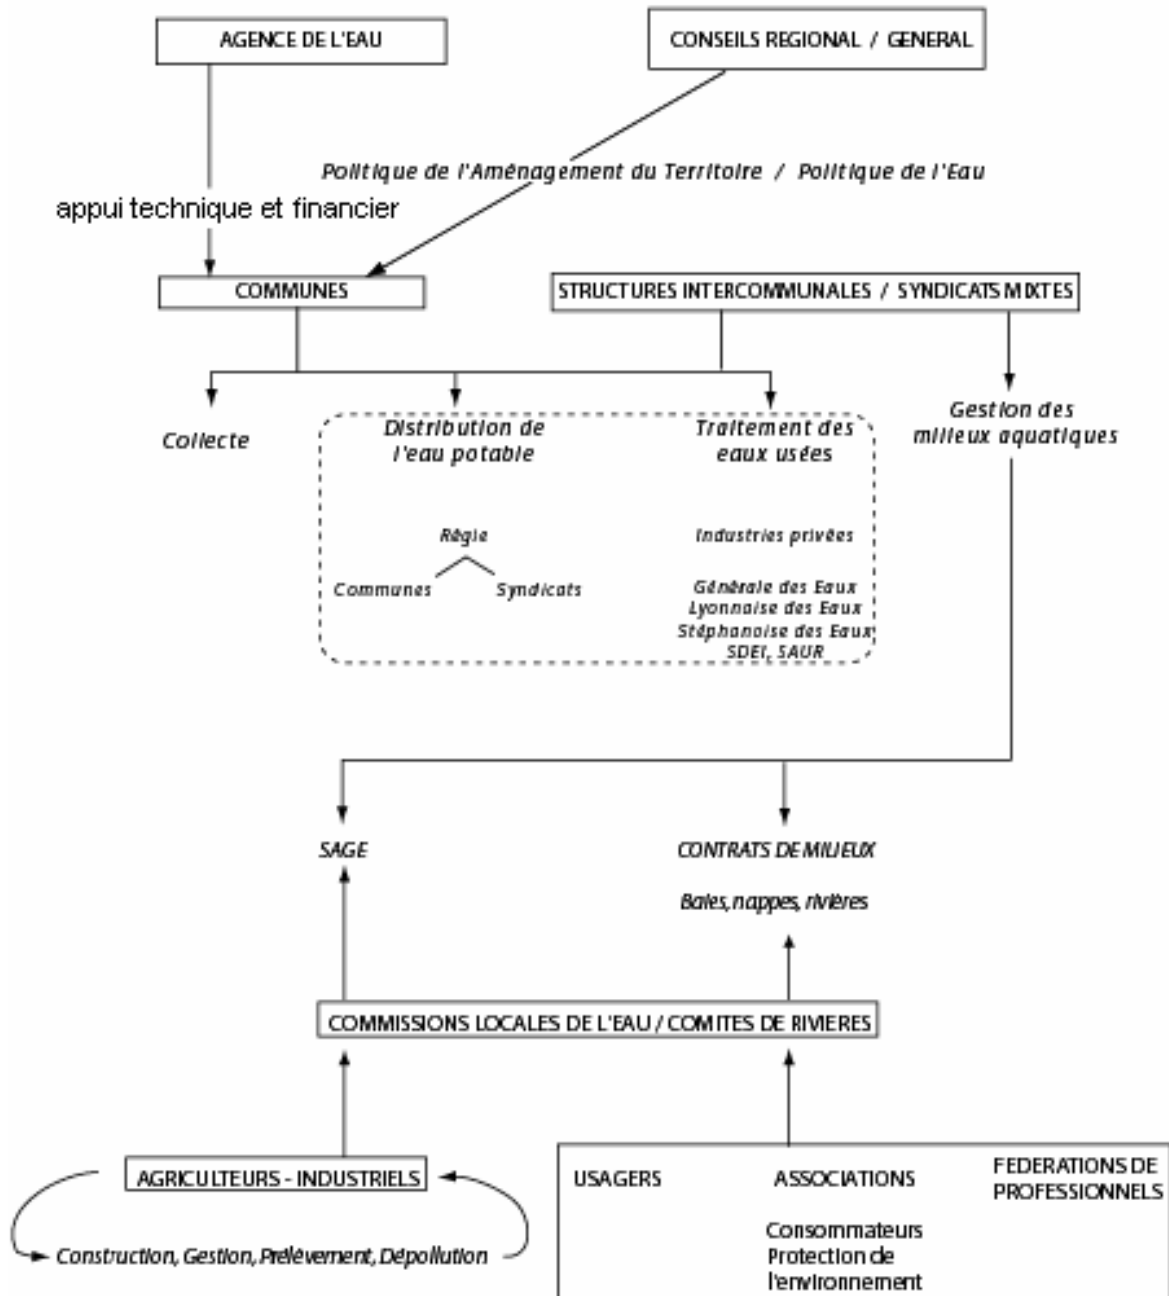 AGENCE DE L'EAU
CONSEILS REGIONAL / GENERAL
Politique de l'Aménagement du Territoire / Politique de l'Eau
appui technique et financier
COMMUNES
STRUCTURES INTERCOMMUNALES / SYNDICATS MIXTES
Collecte
Distribution de
l'eau potable
Traitement des
eaux usées
Gestion des
milieux aquatiques
Régie
Communes
Syndicats
Industries privées
Générale des Eaux
Lyonnaise des Eaux
Stéphanoise des Eaux
SDEI, SAUR
SAGE
CONTRATS DE MILIEUX
Baies, nappes, rivières
COMMISSIONS LOCALES DE L'EAU / COMITES DE RIVIERES
AGRICULTEURS - INDUSTRIELS
Construction, Gestion, Prélèvement, Dépollution
USAGERS
ASSOCIATIONS
Consommateurs
Protection de
l'environnement
FEDERATIONS DE
PROFESSIONNELS